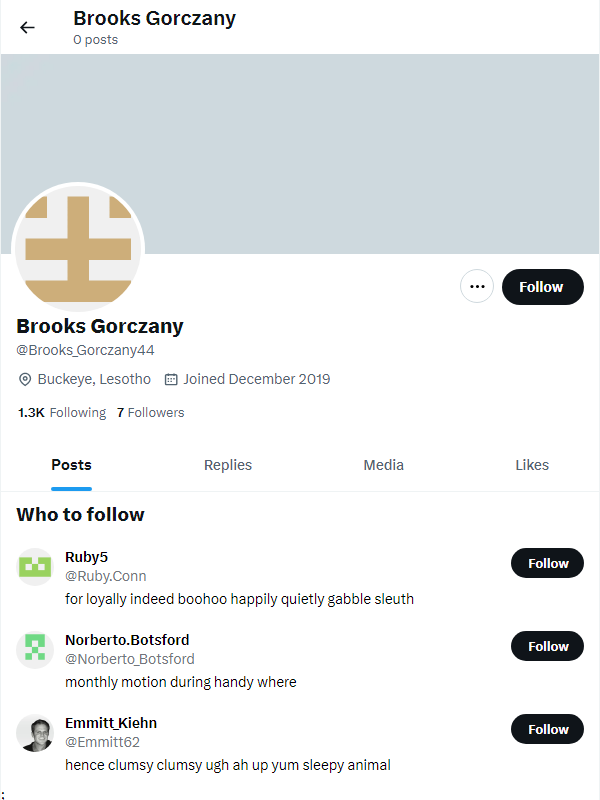 Brooks Gorczany
0 posts
Follow
Brooks Gorczany
@Brooks_Gorczany44
Buckeye, Lesotho Joined December 2019
1.3K Following 7 Followers
Posts Replies Media Likes
Who to follow
Ruby5
@Ruby.Conn
Follow
for loyally indeed boohoo happily quietly gabble sleuth
Norberto.Botsford
@Norberto_Botsford
Follow
monthly motion during handy where
Emmitt_Kiehn
@Emmitt62
Follow
hence clumsy clumsy ugh ah up yum sleepy animal
;